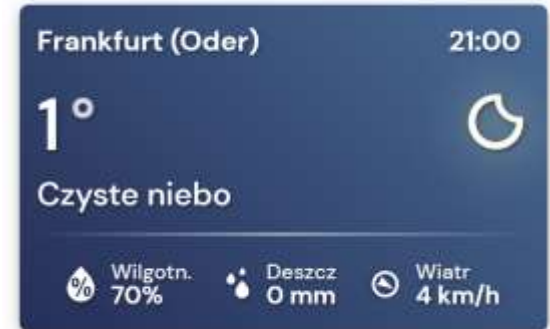 Frankfurt (Oder) 21:00
1°
Czyste niebo
% Wilgotn. Deszcz Wiatr
70% 0 mm 4 km/h